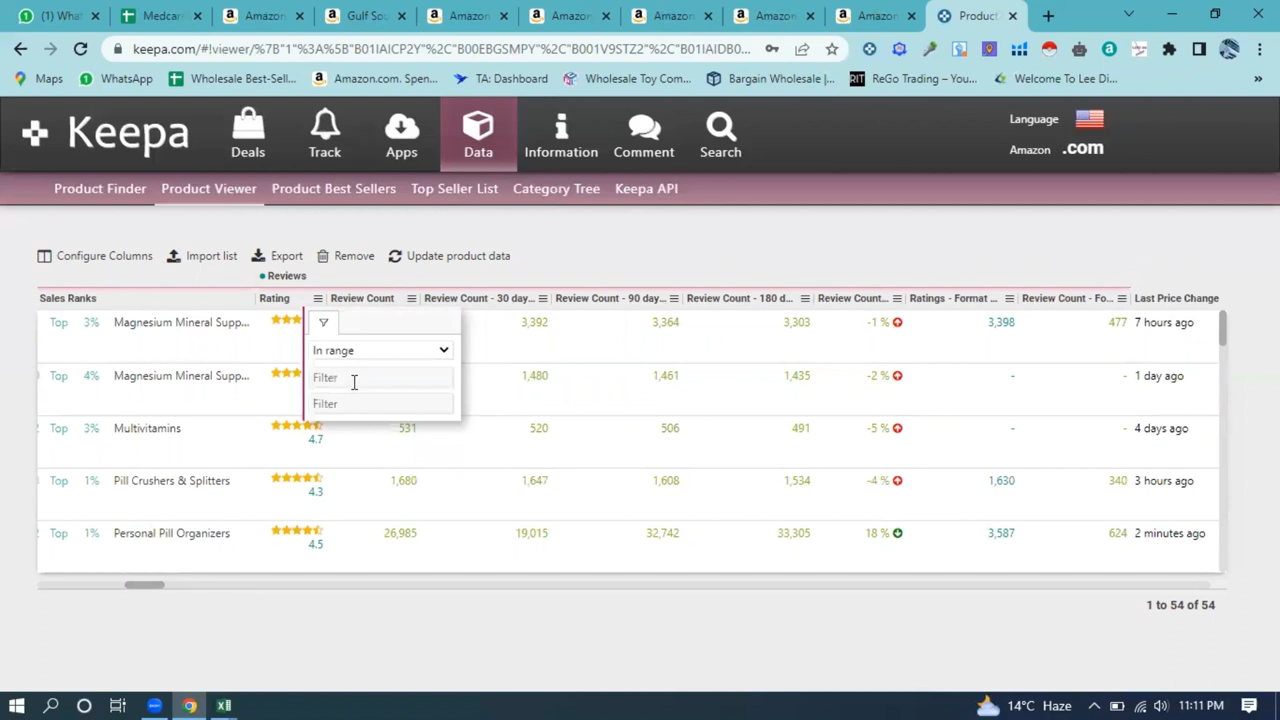 (1) What
Medcar
Amazon
Gulf Sou
Amazon
Amazon
Amazon
Amazon
Amazon
Product
keepa.com/#!viewer/%7B"1"%3A%5B"B01IAICP2Y"%2C"B00EBGSMPY"%2C"B001V9STZ2"%2C"B01IAIDB0...
Maps
WhatsApp
Wholesale Best-Sell...
Amazon.com. Spen...
TA: Dashboard
Wholesale Toy Com...
Bargain Wholesale |...
RIT
ReGo Trading – You...
Welcome To Lee Di...
»
Keepa
Deals
Track
Apps
Data
Information
Comment
Search
Language
Amazon .com
Product Finder
Product Viewer
Product Best Sellers
Top Seller List
Category Tree
Keepa API
Configure Columns
Import list
Export
Remove
Update product data
Reviews
Sales Ranks Rating Review Count Review Count - 30 day... Review Count - 90 day... Review Count - 180 d... Review Count... Ratings - Format ... Review Count - Fo... Last Price Change
Top 3% Magnesium Mineral Supp... 3,392 3,364 3,303 -1 % 3,398 477 7 hours ago
In range
Filter
Filter
Top 4% Magnesium Mineral Supp... 1,480 1,461 1,435 -2 % - - 1 day ago
Top 3% Multivitamins 4.7 531 520 506 491 -5 % - - 4 days ago
Top 1% Pill Crushers & Splitters 4.3 1,680 1,647 1,608 1,534 -4 % 1,630 340 3 hours ago
Top 1% Personal Pill Organizers 4.5 26,985 19,015 32,742 33,305 18 % 3,587 624 2 minutes ago
1 to 54 of 54
14°C Haze
11:11 PM